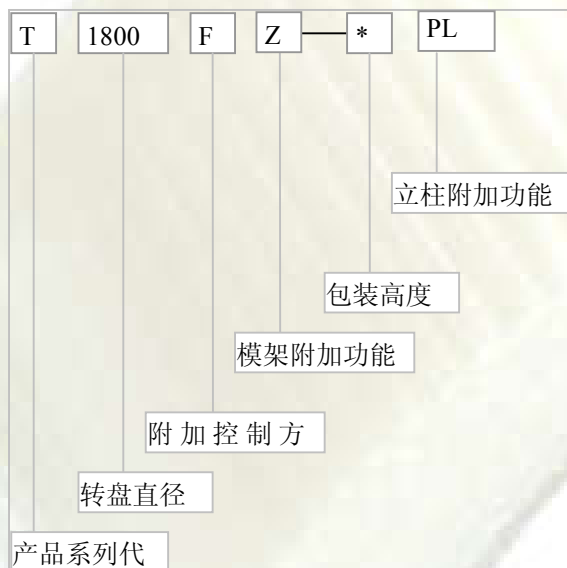 T 1800 F Z — * PL
立柱附加功能
包装高度
模架附加功能
附加控制方
转盘直径
产品系列代